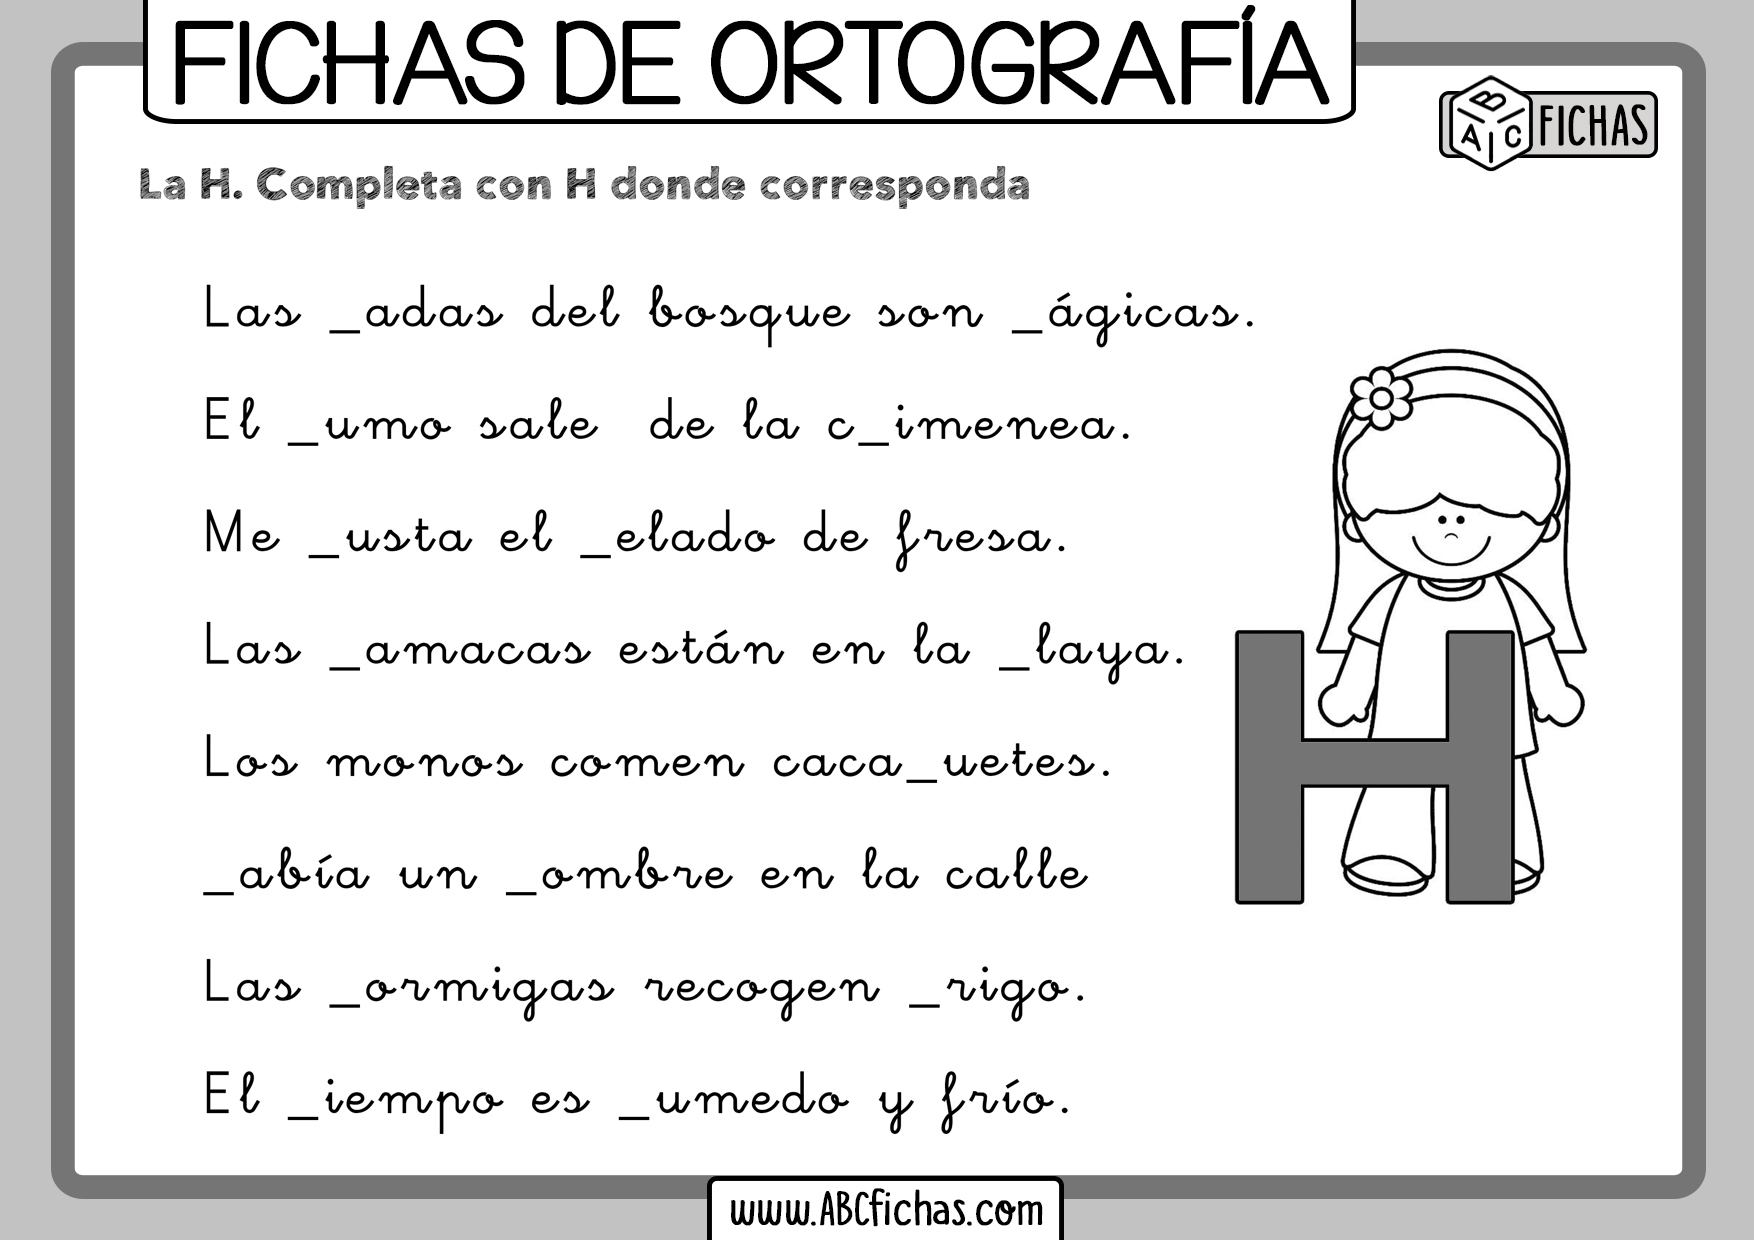 FICHAS DE ORTOGRAFÍA
B A C FICHAS
La H. Completa con H donde corresponda
Las _adas del bosque son _ágicas.
El _umo sale de la c_imenea.
Me _usta el _elado de fresa.
Las _amacas están en la _laya.
Los monos comen caca_uetes.
_abía un _ombre en la calle
Las _ormigas recogen _rigo.
El _iempo es _umedo y frío.
H
www.ABCfichas.com